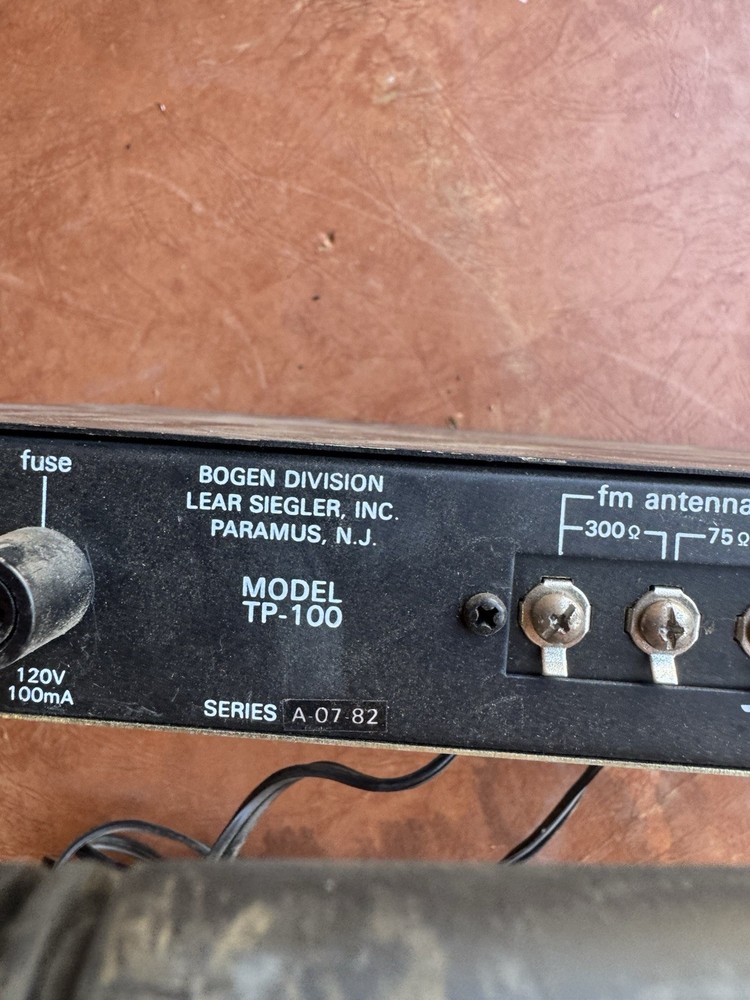 fuse
BOGEN DIVISION
LEAR SIEGLER, INC.
PARAMUS, N.J.
MODEL
TP-100
120V
100mA
SERIES A-07-82
fm antenna
300Ω
75Ω